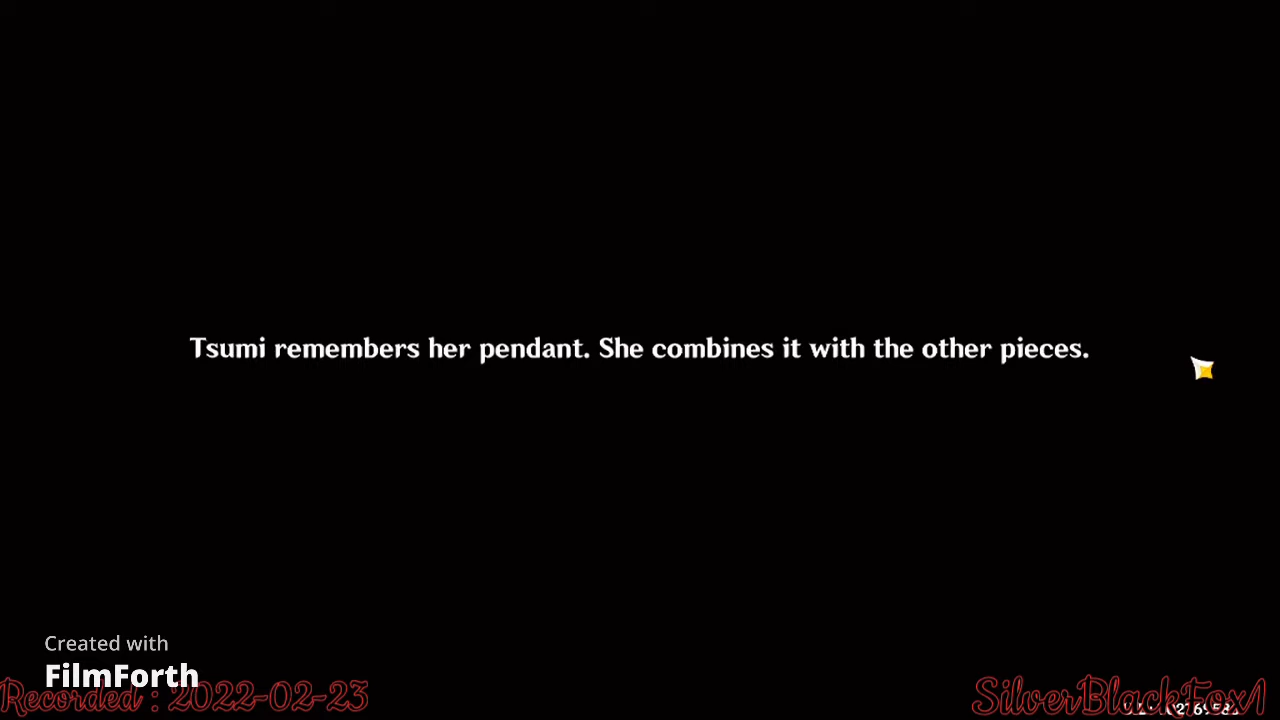 Tsumi remembers her pendant. She combines it with the other pieces.
Created with
FilmForth
Recorded : 2022-02-23
SilverBlackFox1